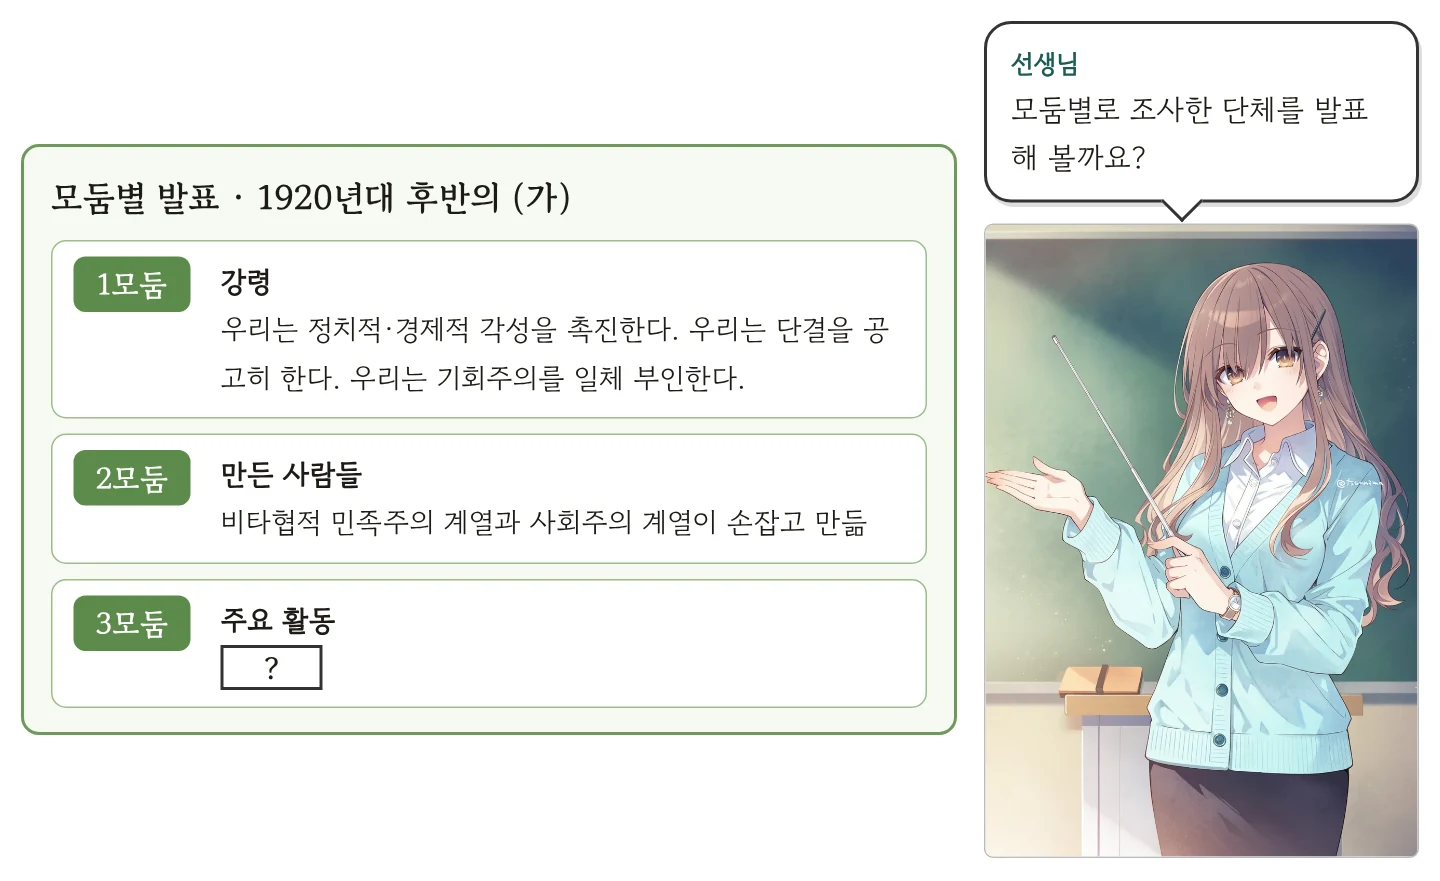 선생님
모둠별로 조사한 단체를 발표
해 볼까요?
모둠별 발표 · 1920년대 후반의 (가)
1모둠
강령
우리는 정치적·경제적 각성을 촉진한다. 우리는 단결을 공
고히 한다. 우리는 기회주의를 일체 부인한다.
2모둠
만든 사람들
비타협적 민족주의 계열과 사회주의 계열이 손잡고 만듦
3모둠
주요 활동
?